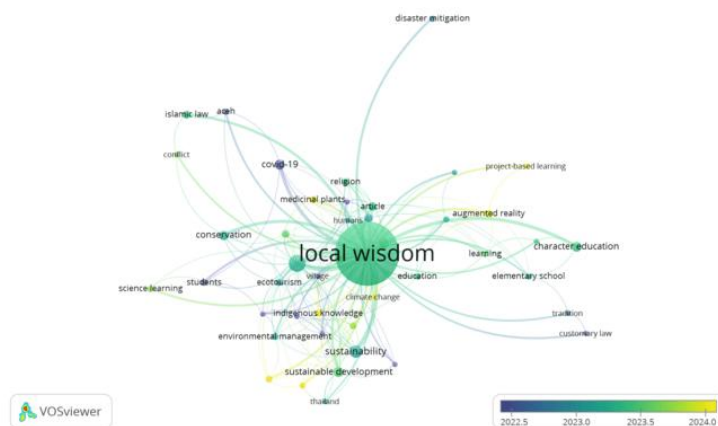 disaster mitigation
aceh
islamic law
conflict
covid-19
project-based learning
religion
medicinal plants
article
augmented reality
humans
conservation
character education
local wisdom
learning
village
education
elementary school
students
ecotourism
science learning
climate change
indigenous knowledge
tradition
environmental management
customary law
sustainability
sustainable development
thailand
VOSviewer
2022.5 2023.0 2023.5 2024.0